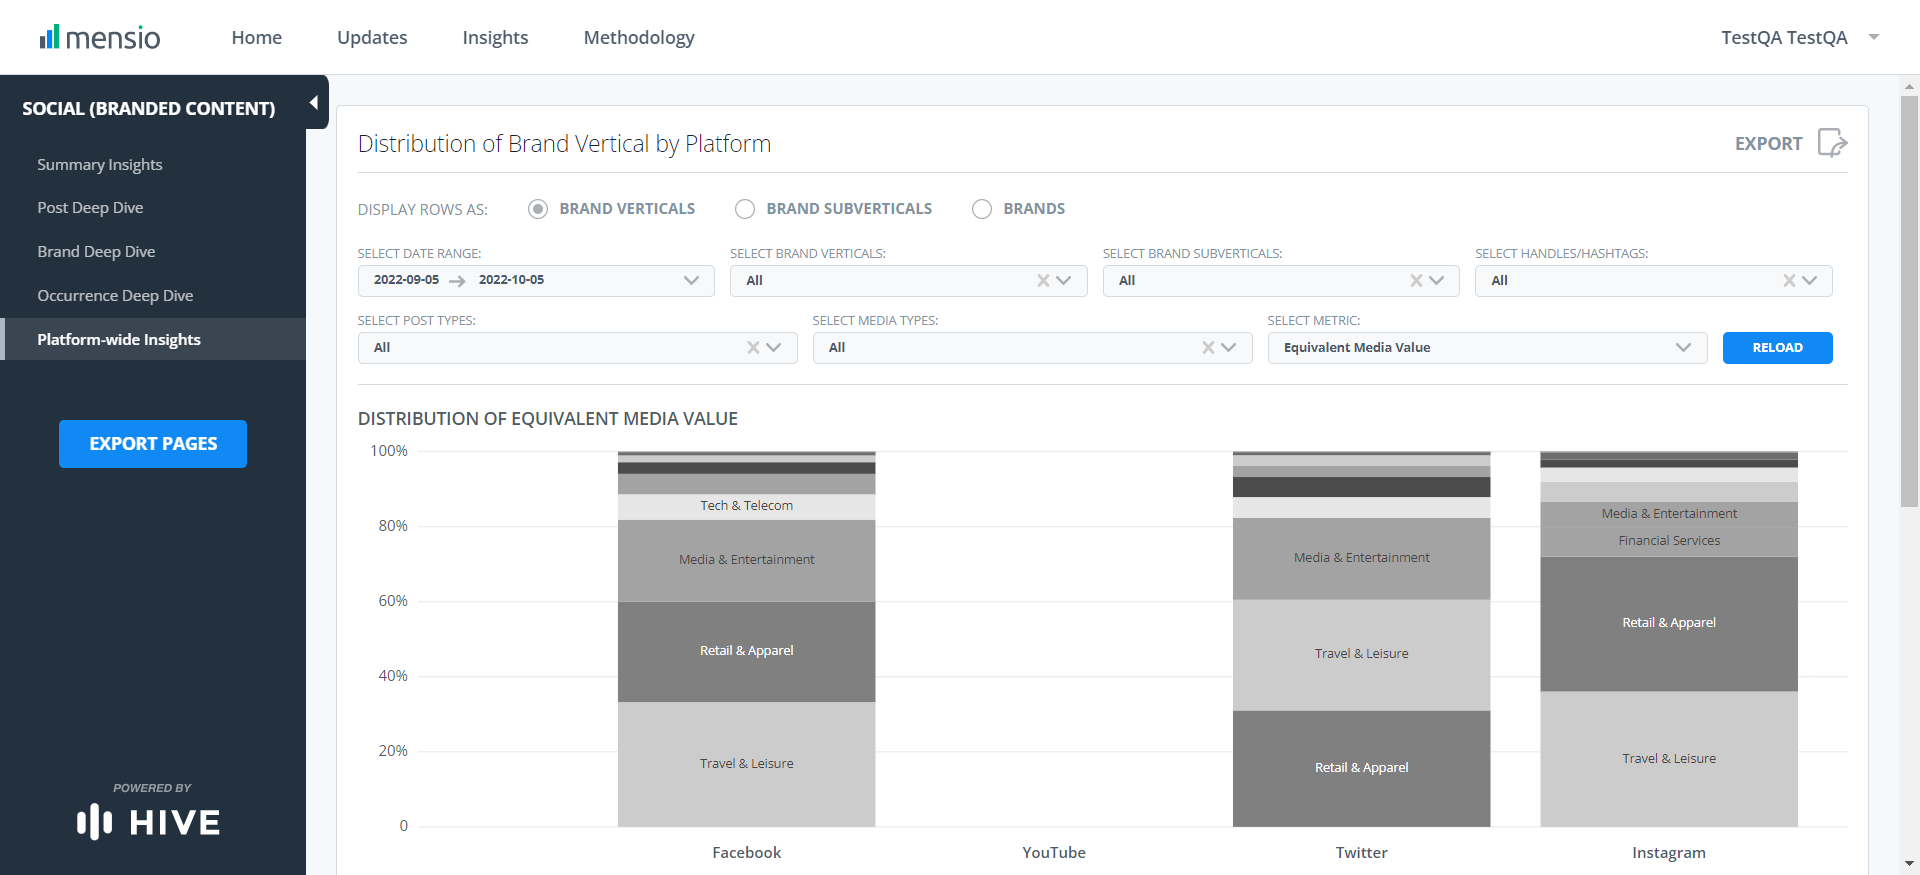 mensio
Home
Updates
Insights
Methodology
TestQA TestQA
SOCIAL (BRANDED CONTENT)
Summary Insights
Post Deep Dive
Brand Deep Dive
Occurrence Deep Dive
Platform-wide Insights
EXPORT PAGES
POWERED BY
HIVE
Distribution of Brand Vertical by Platform
EXPORT
DISPLAY ROWS AS:
BRAND VERTICALS
BRAND SUBVERTICALS
BRANDS
SELECT DATE RANGE:
2022-09-05
2022-10-05
SELECT BRAND VERTICALS:
All
SELECT BRAND SUBVERTICALS:
All
SELECT HANDLES/HASHTAGS:
All
SELECT POST TYPES:
All
SELECT MEDIA TYPES:
All
SELECT METRIC:
Equivalent Media Value
RELOAD
DISTRIBUTION OF EQUIVALENT MEDIA VALUE
100%
80%
60%
40%
20%
0
Tech & Telecom
Media & Entertainment
Retail & Apparel
Travel & Leisure
Media & Entertainment
Travel & Leisure
Retail & Apparel
Media & Entertainment
Financial Services
Retail & Apparel
Travel & Leisure
Facebook
YouTube
Twitter
Instagram